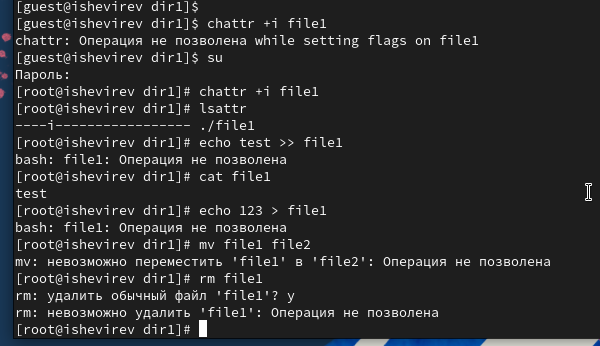 [guest@ishevirev dir1]$
[guest@ishevirev dir1]$ chattr +i file1
chattr: Операция не позволена while setting flags on file1
[guest@ishevirev dir1]$ su
Пароль:
[root@ishevirev dir1]# chattr +i file1
[root@ishevirev dir1]# lsattr
----i----------------- ./file1
[root@ishevirev dir1]# echo test >> file1
bash: file1: Операция не позволена
[root@ishevirev dir1]# cat file1
test
[root@ishevirev dir1]# echo 123 > file1
bash: file1: Операция не позволена
[root@ishevirev dir1]# mv file1 file2
mv: невозможно переместить 'file1' в 'file2': Операция не позволена
[root@ishevirev dir1]# rm file1
rm: удалить обычный файл 'file1'? y
rm: невозможно удалить 'file1': Операция не позволена
[root@ishevirev dir1]#